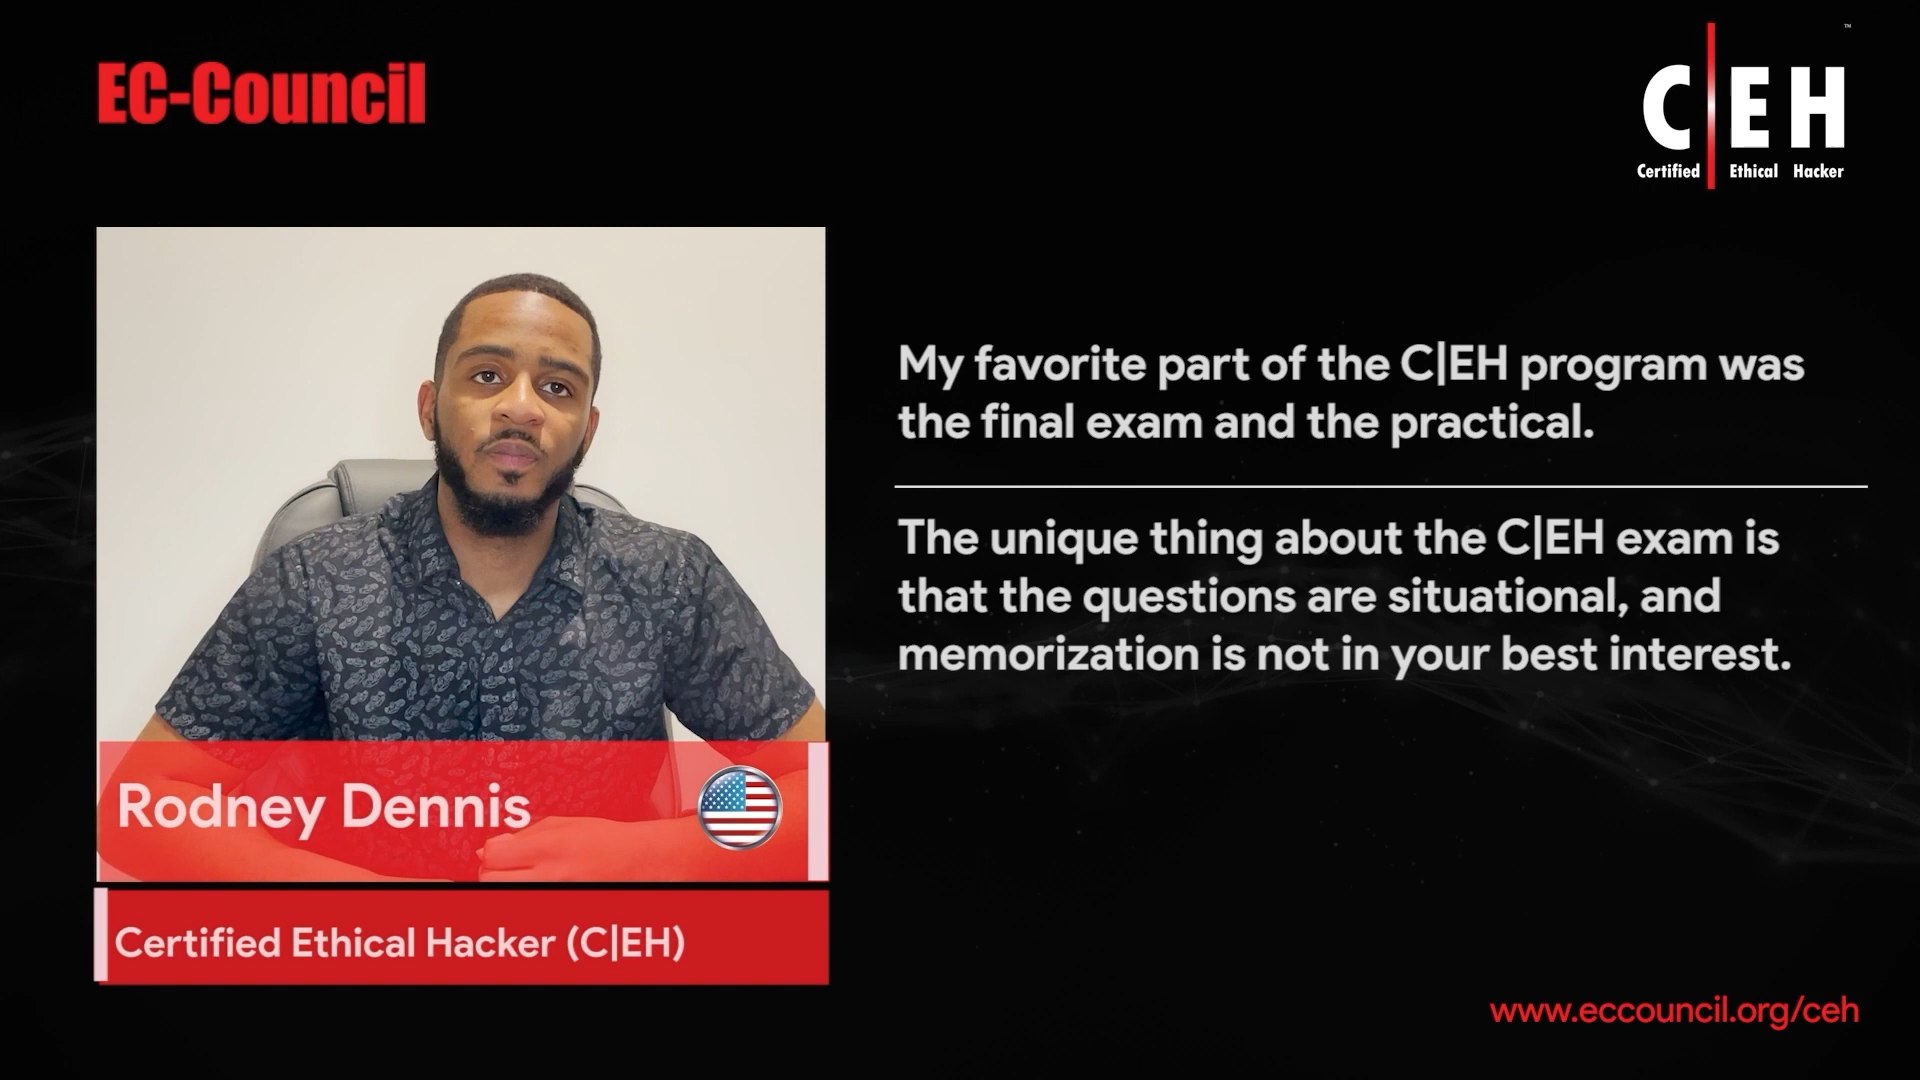 EC-Council
C|EH
™
Certified Ethical Hacker
My favorite part of the C|EH program was
the final exam and the practical.
The unique thing about the C|EH exam is
that the questions are situational, and
memorization is not in your best interest.
Rodney Dennis
Certified Ethical Hacker (C|EH)
www.eccouncil.org/ceh